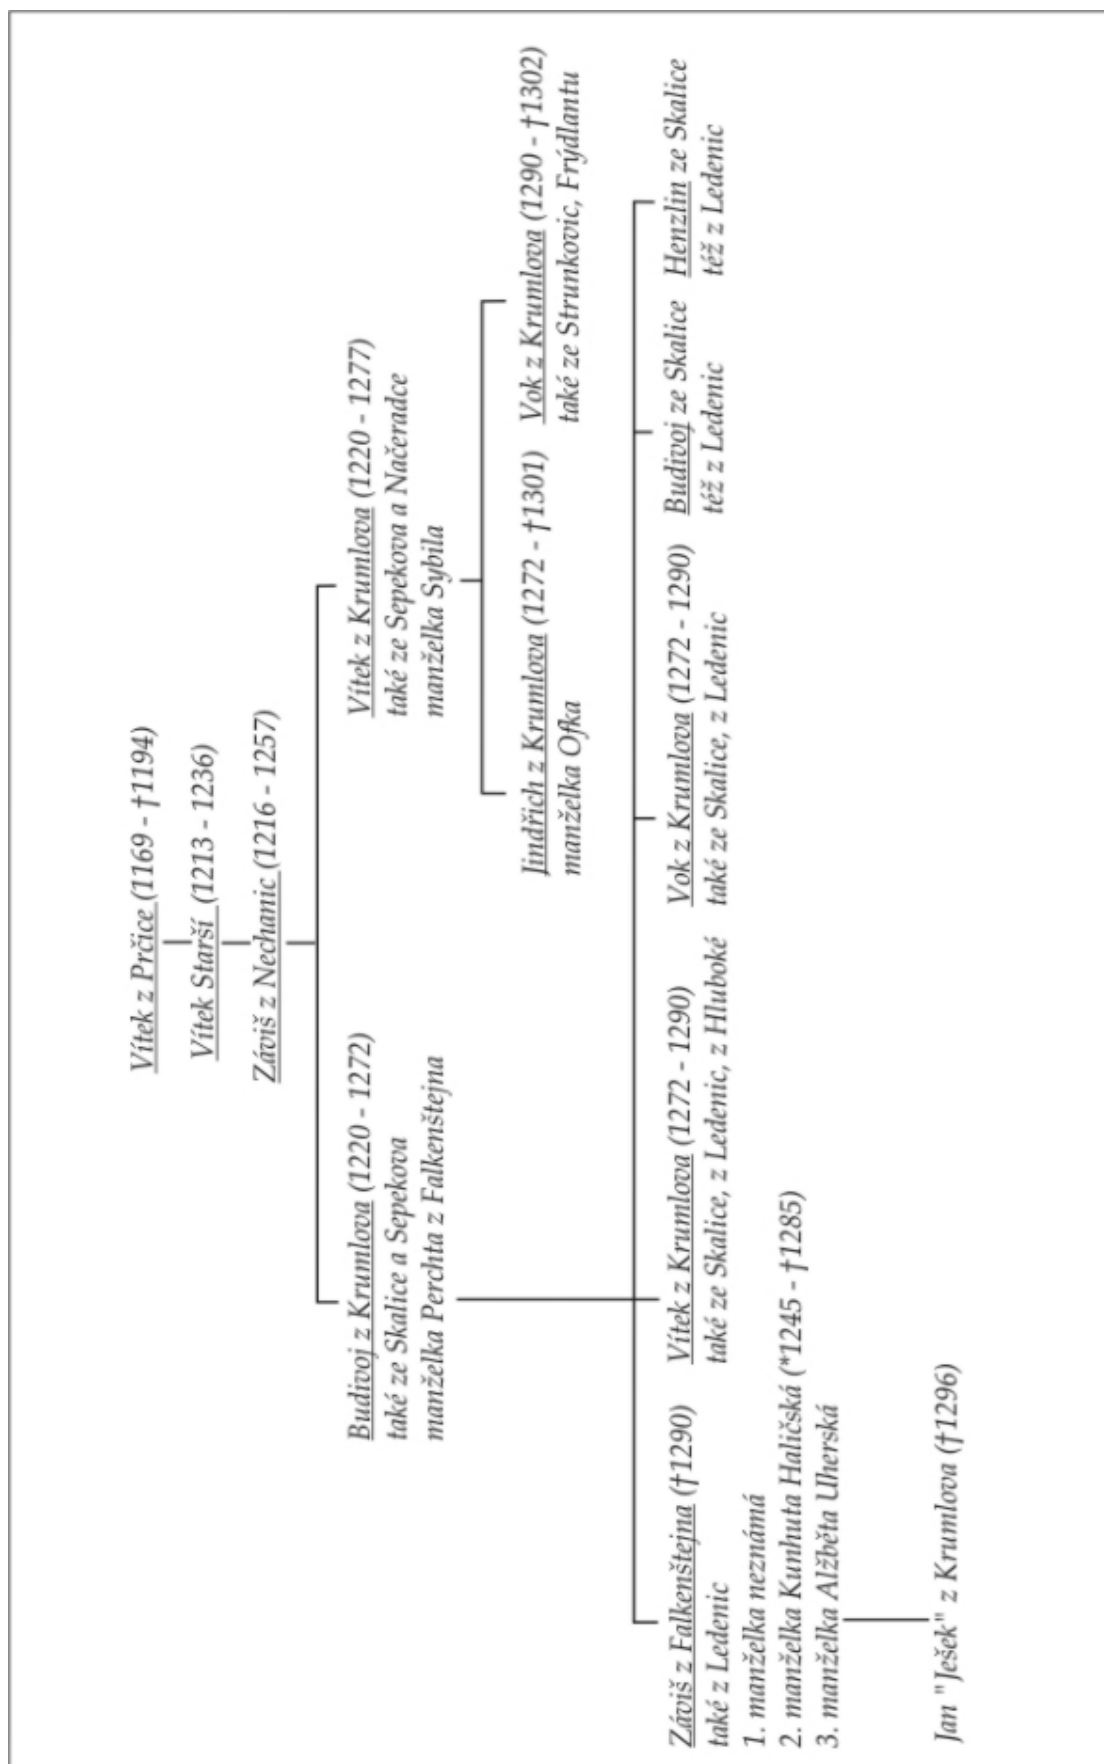 Vítek z Prčice (1169 - †1194)
Vítek Starší (1213 - 1236)
Záviš z Nechanic (1216 - 1257)
Budivoj z Krumlova (1220 - 1272)
také ze Skalice a Sepekova
manželka Perchta z Falkenštejna
Vítek z Krumlova (1220 - 1277)
také ze Sepekova a Načeradce
manželka Sybila
Jindřich z Krumlova (1272 - †1301)
manželka Ofka
Vok z Krumlova (1290 - †1302)
také ze Strunkovic, Frýdlantu
Záviš z Falkenštejna (†1290)
také z Ledenic
1. manželka neznámá
2. manželka Kunhuta Haličská (*1245 - †1285)
3. manželka Alžběta Uherská
Vítek z Krumlova (1272 - 1290)
také ze Skalice, z Ledenic, z Hluboké
Vok z Krumlova (1272 - 1290)
také ze Skalice, z Ledenic
Budivoj ze Skalice
též z Ledenic
Henzlin ze Skalice
též z Ledenic
Jan "Ješek" z Krumlova (†1296)